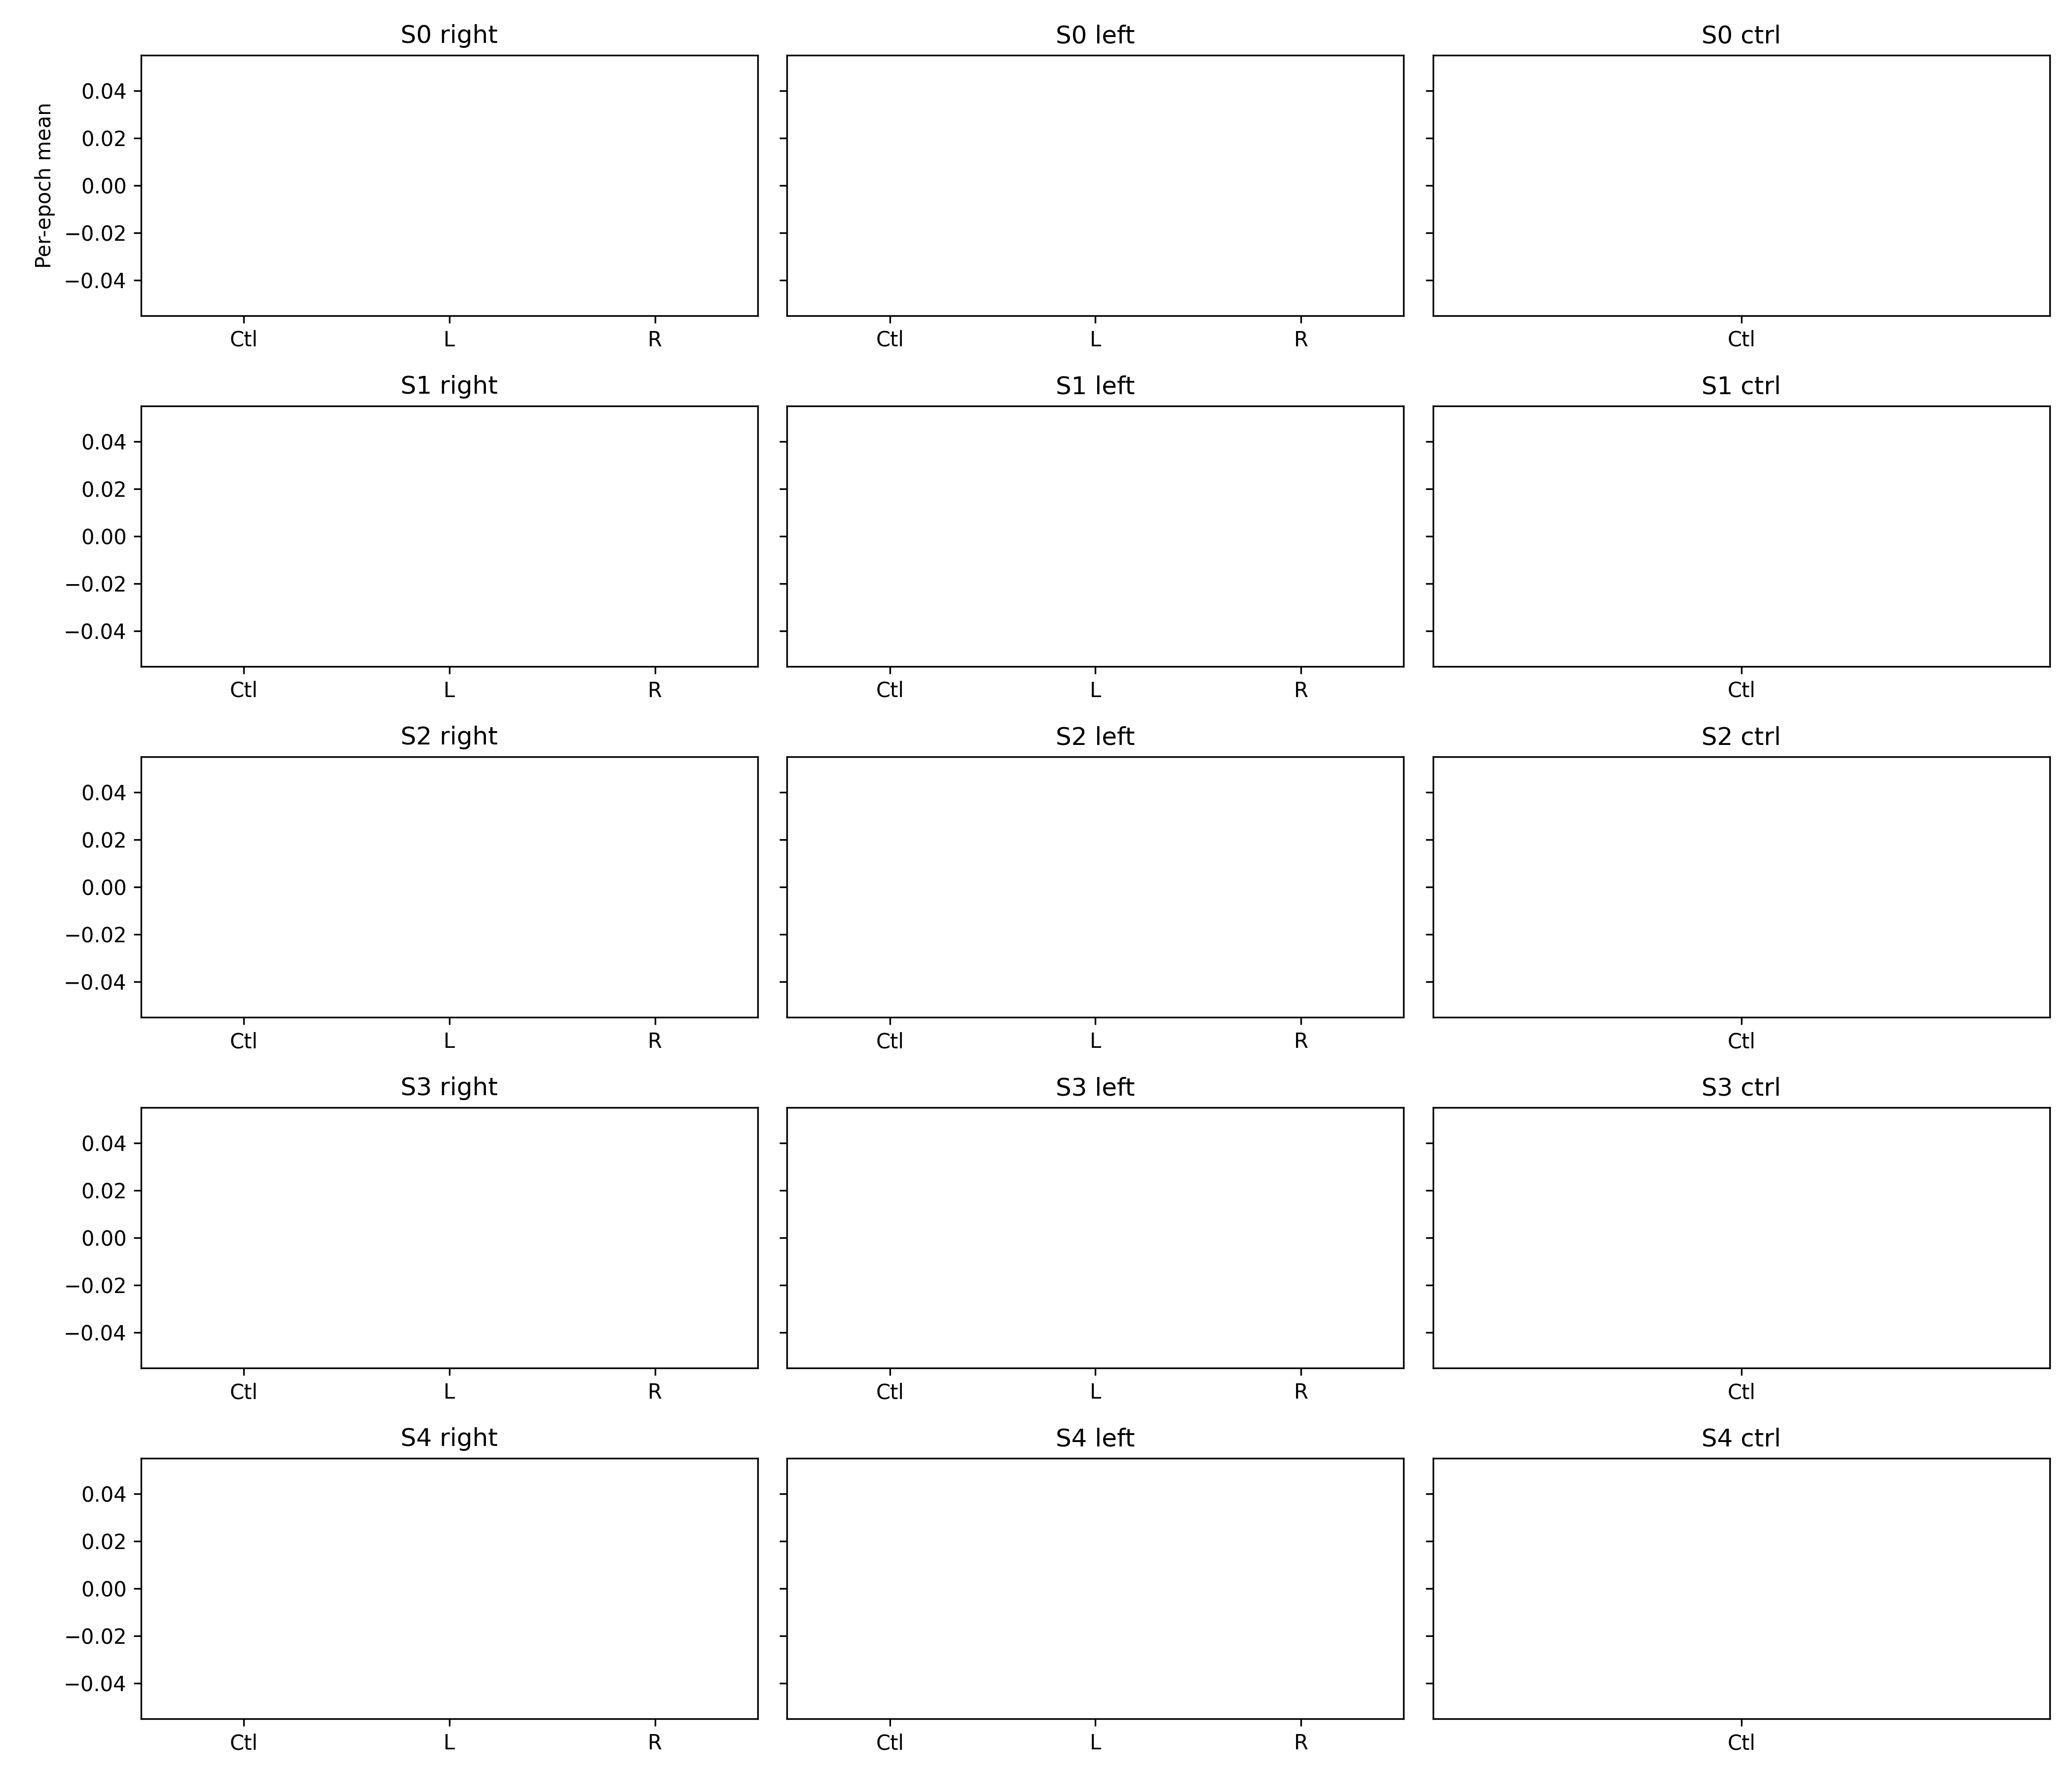 S0 right
S0 left
S0 ctrl
Per-epoch mean
0.04
0.02
0.00
−0.02
−0.04
Ctl L R
Ctl L R
Ctl
S1 right
S1 left
S1 ctrl
0.04
0.02
0.00
−0.02
−0.04
Ctl L R
Ctl L R
Ctl
S2 right
S2 left
S2 ctrl
0.04
0.02
0.00
−0.02
−0.04
Ctl L R
Ctl L R
Ctl
S3 right
S3 left
S3 ctrl
0.04
0.02
0.00
−0.02
−0.04
Ctl L R
Ctl L R
Ctl
S4 right
S4 left
S4 ctrl
0.04
0.02
0.00
−0.02
−0.04
Ctl L R
Ctl L R
Ctl